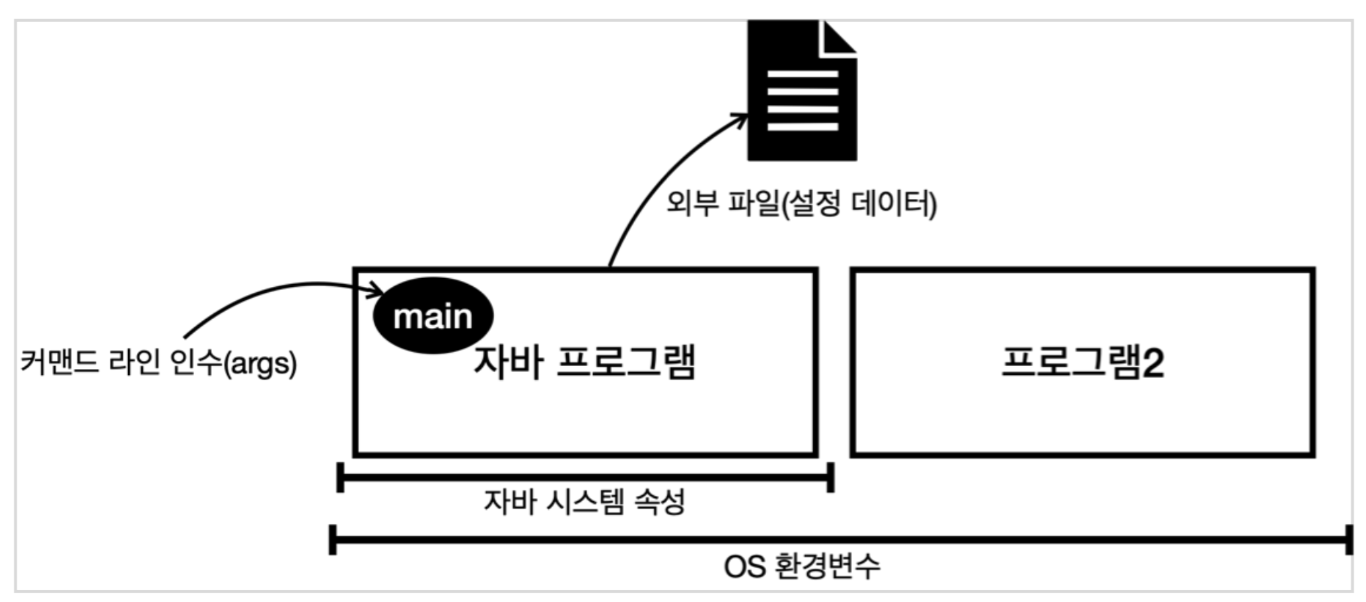 외부 파일(설정 데이터)
main
커맨드 라인 인수(args)
자바 프로그램
프로그램2
자바 시스템 속성
OS 환경변수